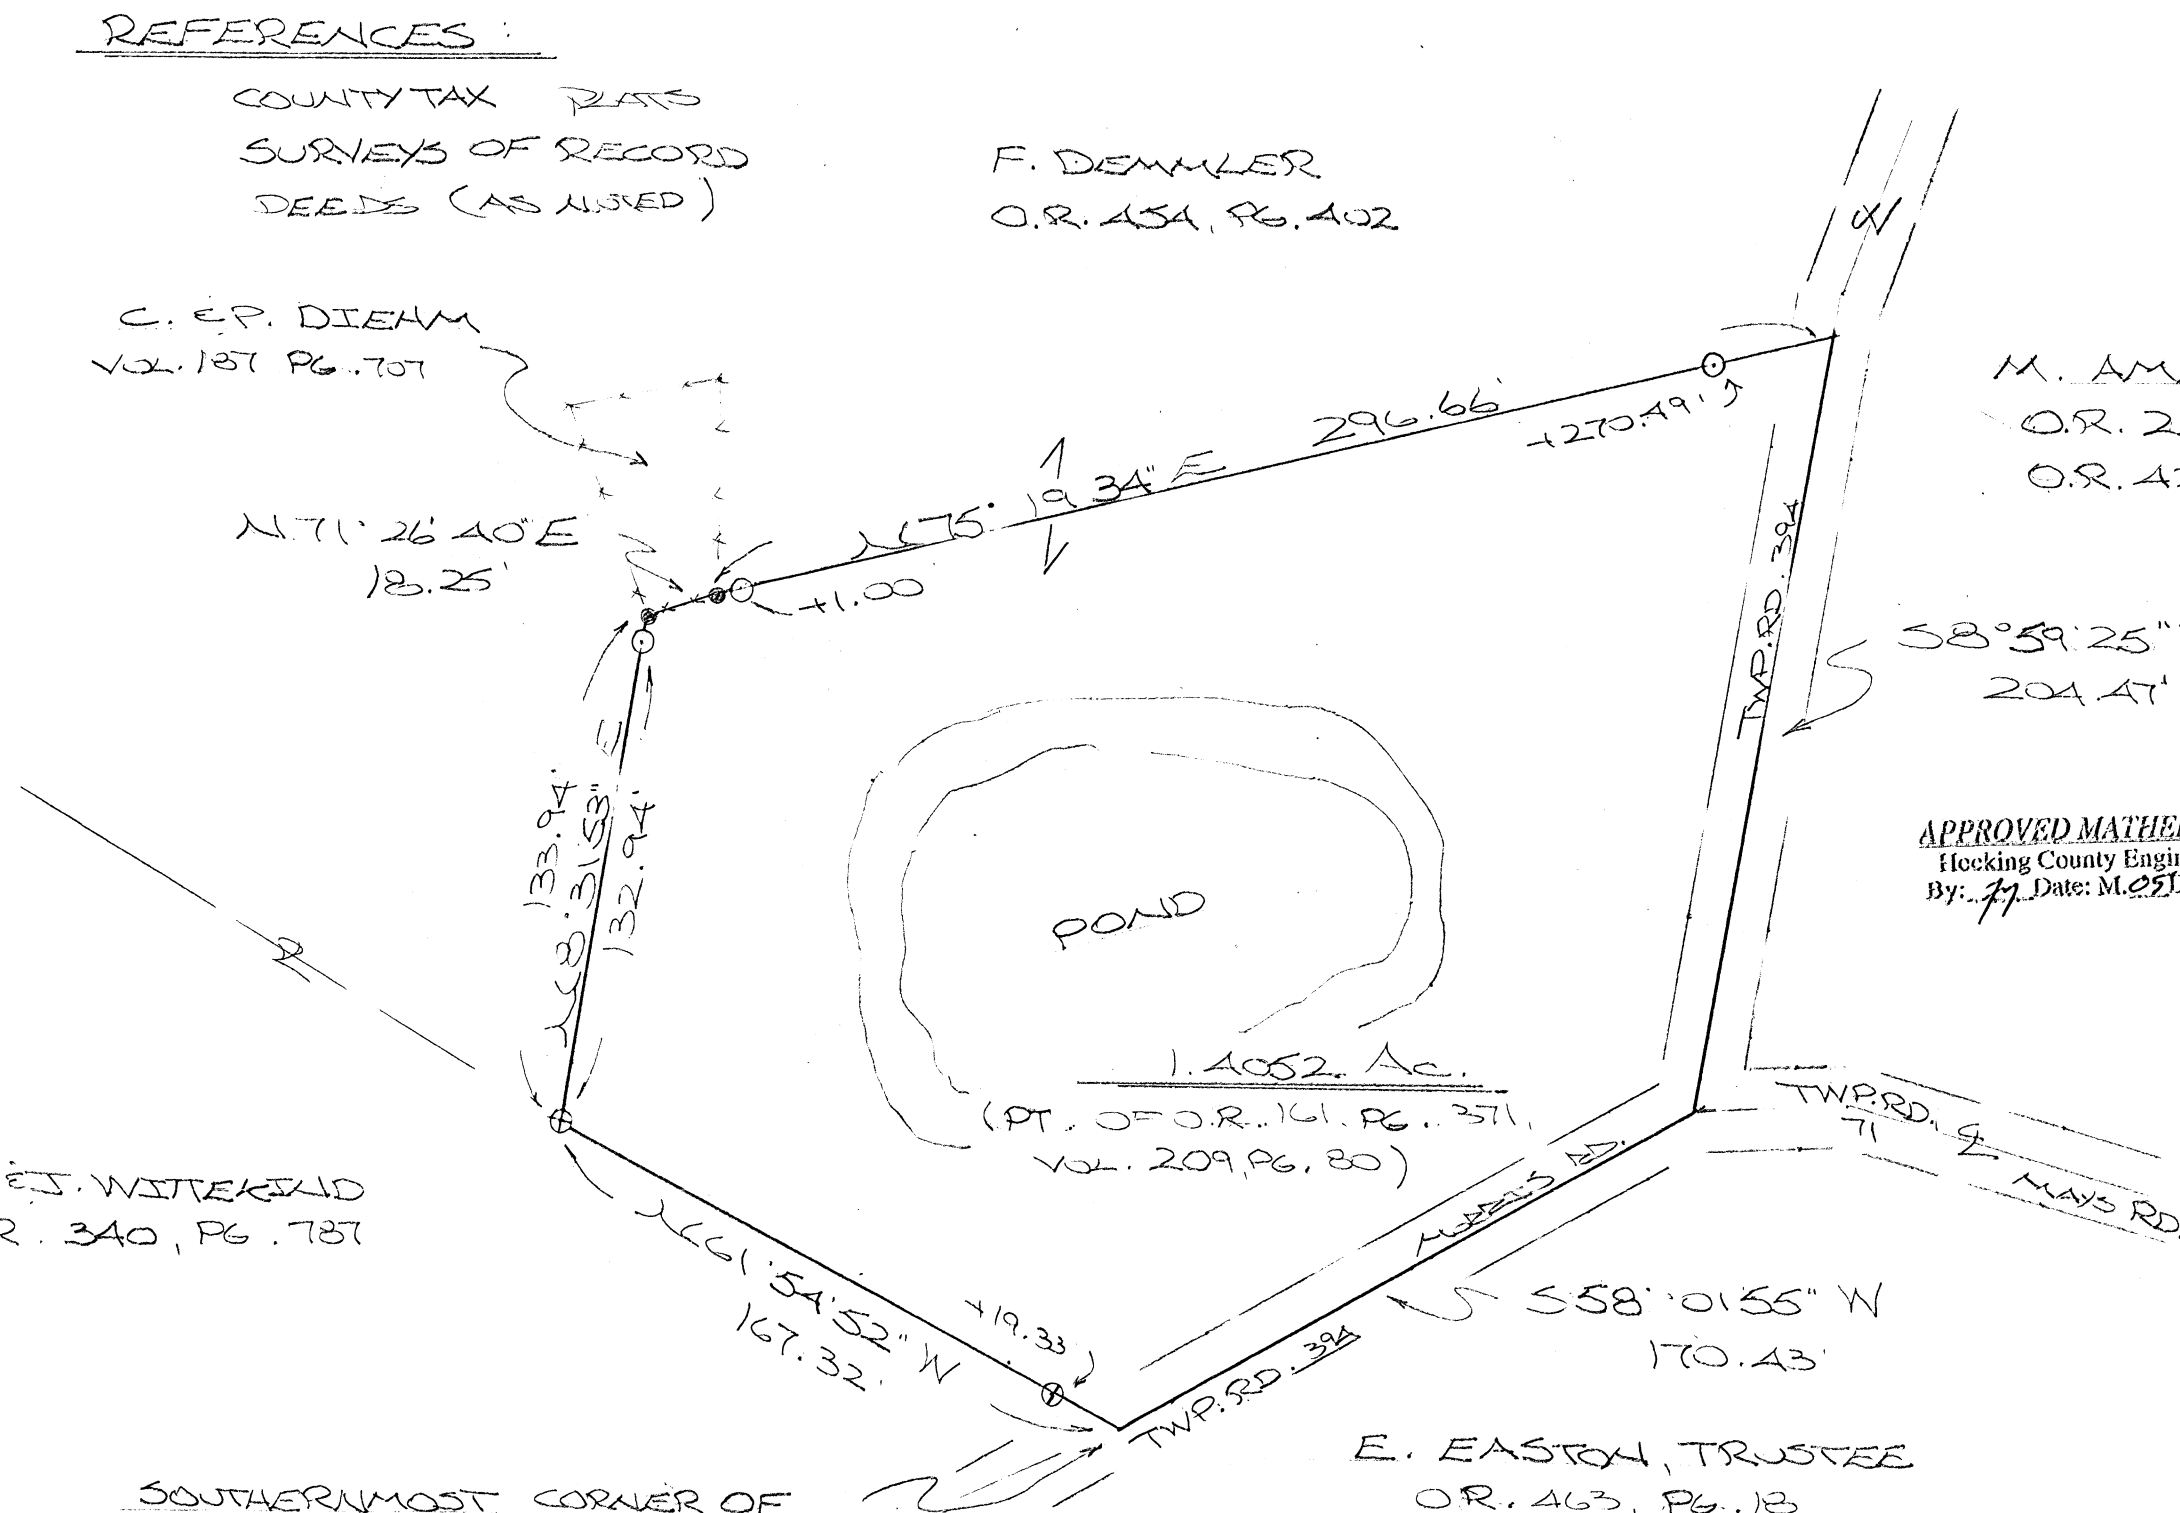 REFERENCES :
COUNTY TAX PLATS
SURVEYS OF RECORD
DEEDS (AS NOTED)
F. DEMMLER
O.R. 454, PG. 402
C. & P. DIEHM
VOL. 187 PG. 707
M. AM
O.R. 2
O.R. 4
296.66'
+270.49'
N 75° 19' 34" E
+1.00
N 71° 26' 40" E
18.25'
TWP. RD. 394
S 8° 59' 25"
204.47'
133.94'
N 8° 31' 53" E
132.94'
APPROVED MATHE
Hocking County Engin
By: Date: M.05
POND
1.4052 Ac.
(PT. OF O.R. 161, PG. 371,
VOL. 209, PG. 80)
TWP. RD.
71
MAYS RD.
MORRIS RD.
& J. WITTEKIND
R. 340, PG. 787
N 61° 54' 52" W
167.32'
+19.33
TWP. RD. 394
S 58° 01' 55" W
170.43'
E. EASTON, TRUSTEE
O.R. 463, PG. 18
SOUTHERNMOST CORNER OF